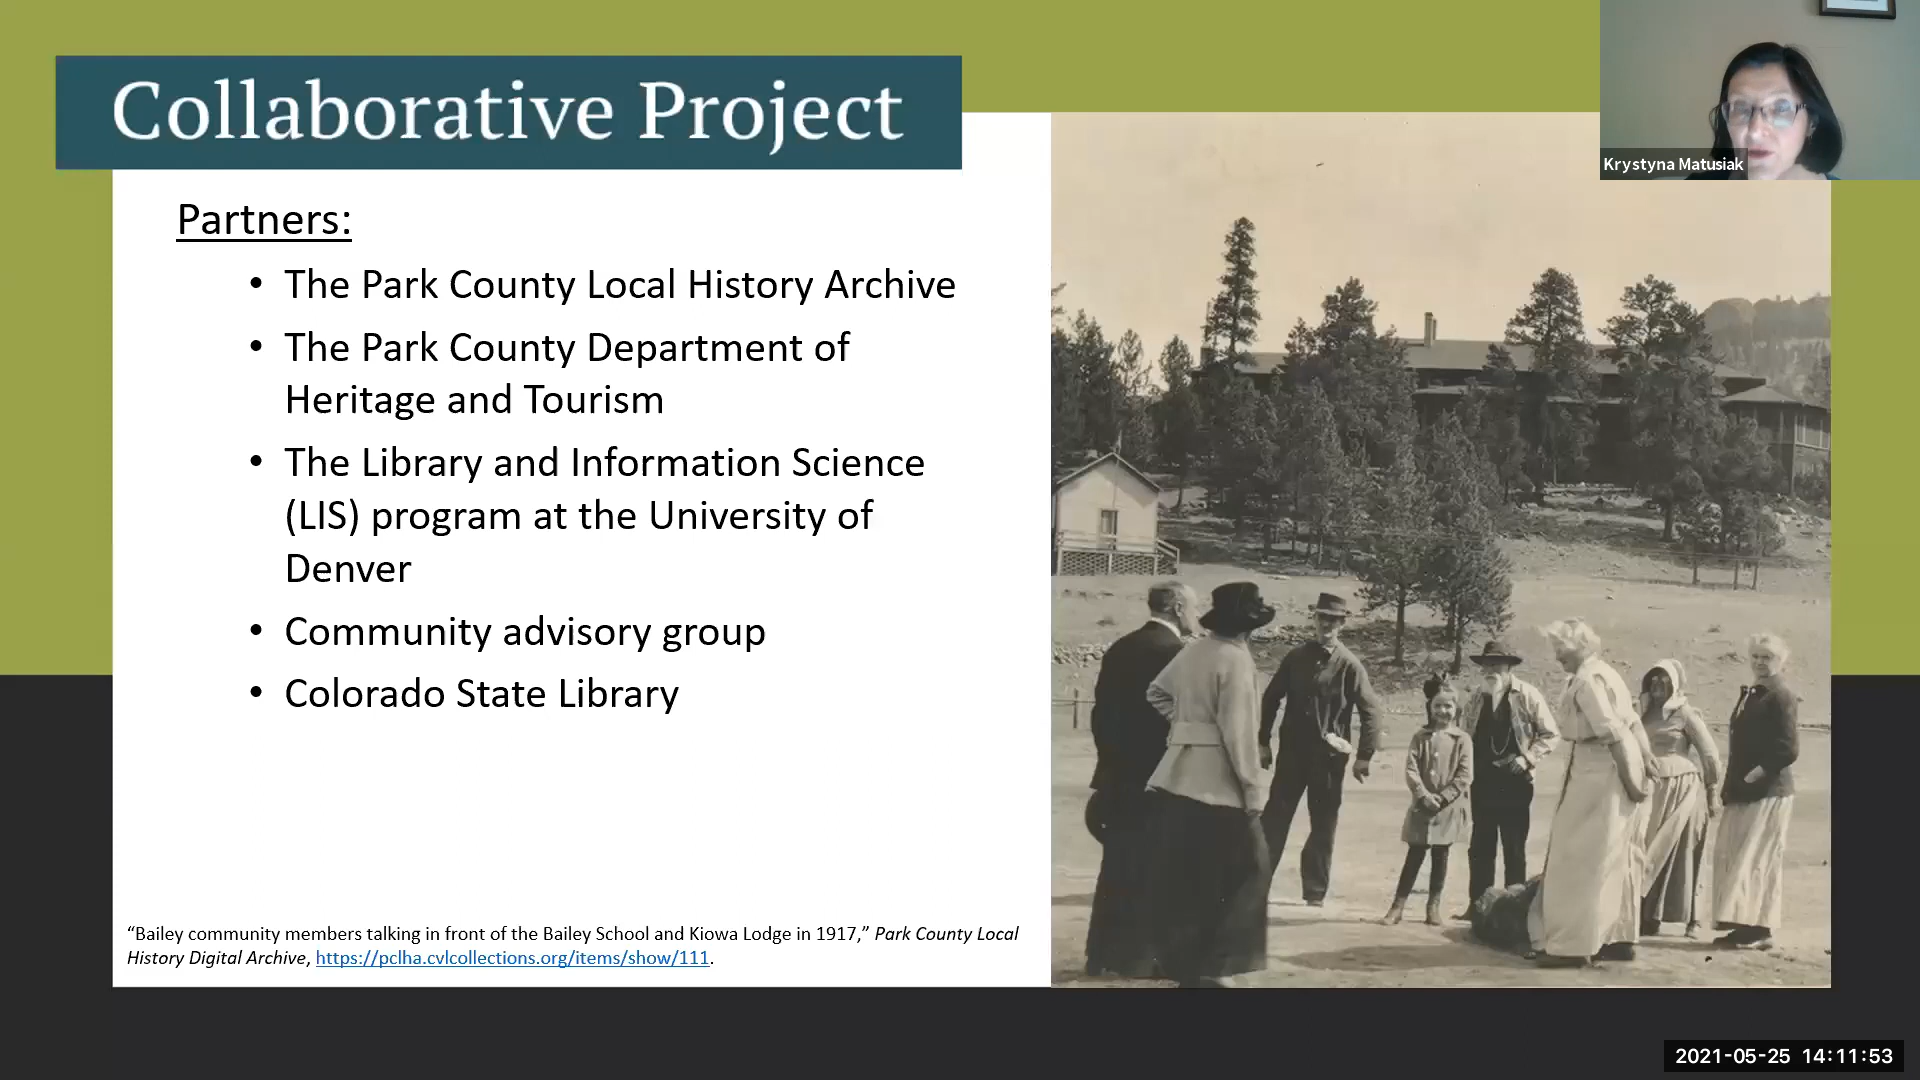 Collaborative Project
Krystyna Matusiak
Partners:
• The Park County Local History Archive
• The Park County Department of
Heritage and Tourism
• The Library and Information Science
(LIS) program at the University of
Denver
• Community advisory group
• Colorado State Library
“Bailey community members talking in front of the Bailey School and Kiowa Lodge in 1917,” Park County Local
History Digital Archive, https://pclha.cvlcollections.org/items/show/111.
2021-05-25 14:11:53